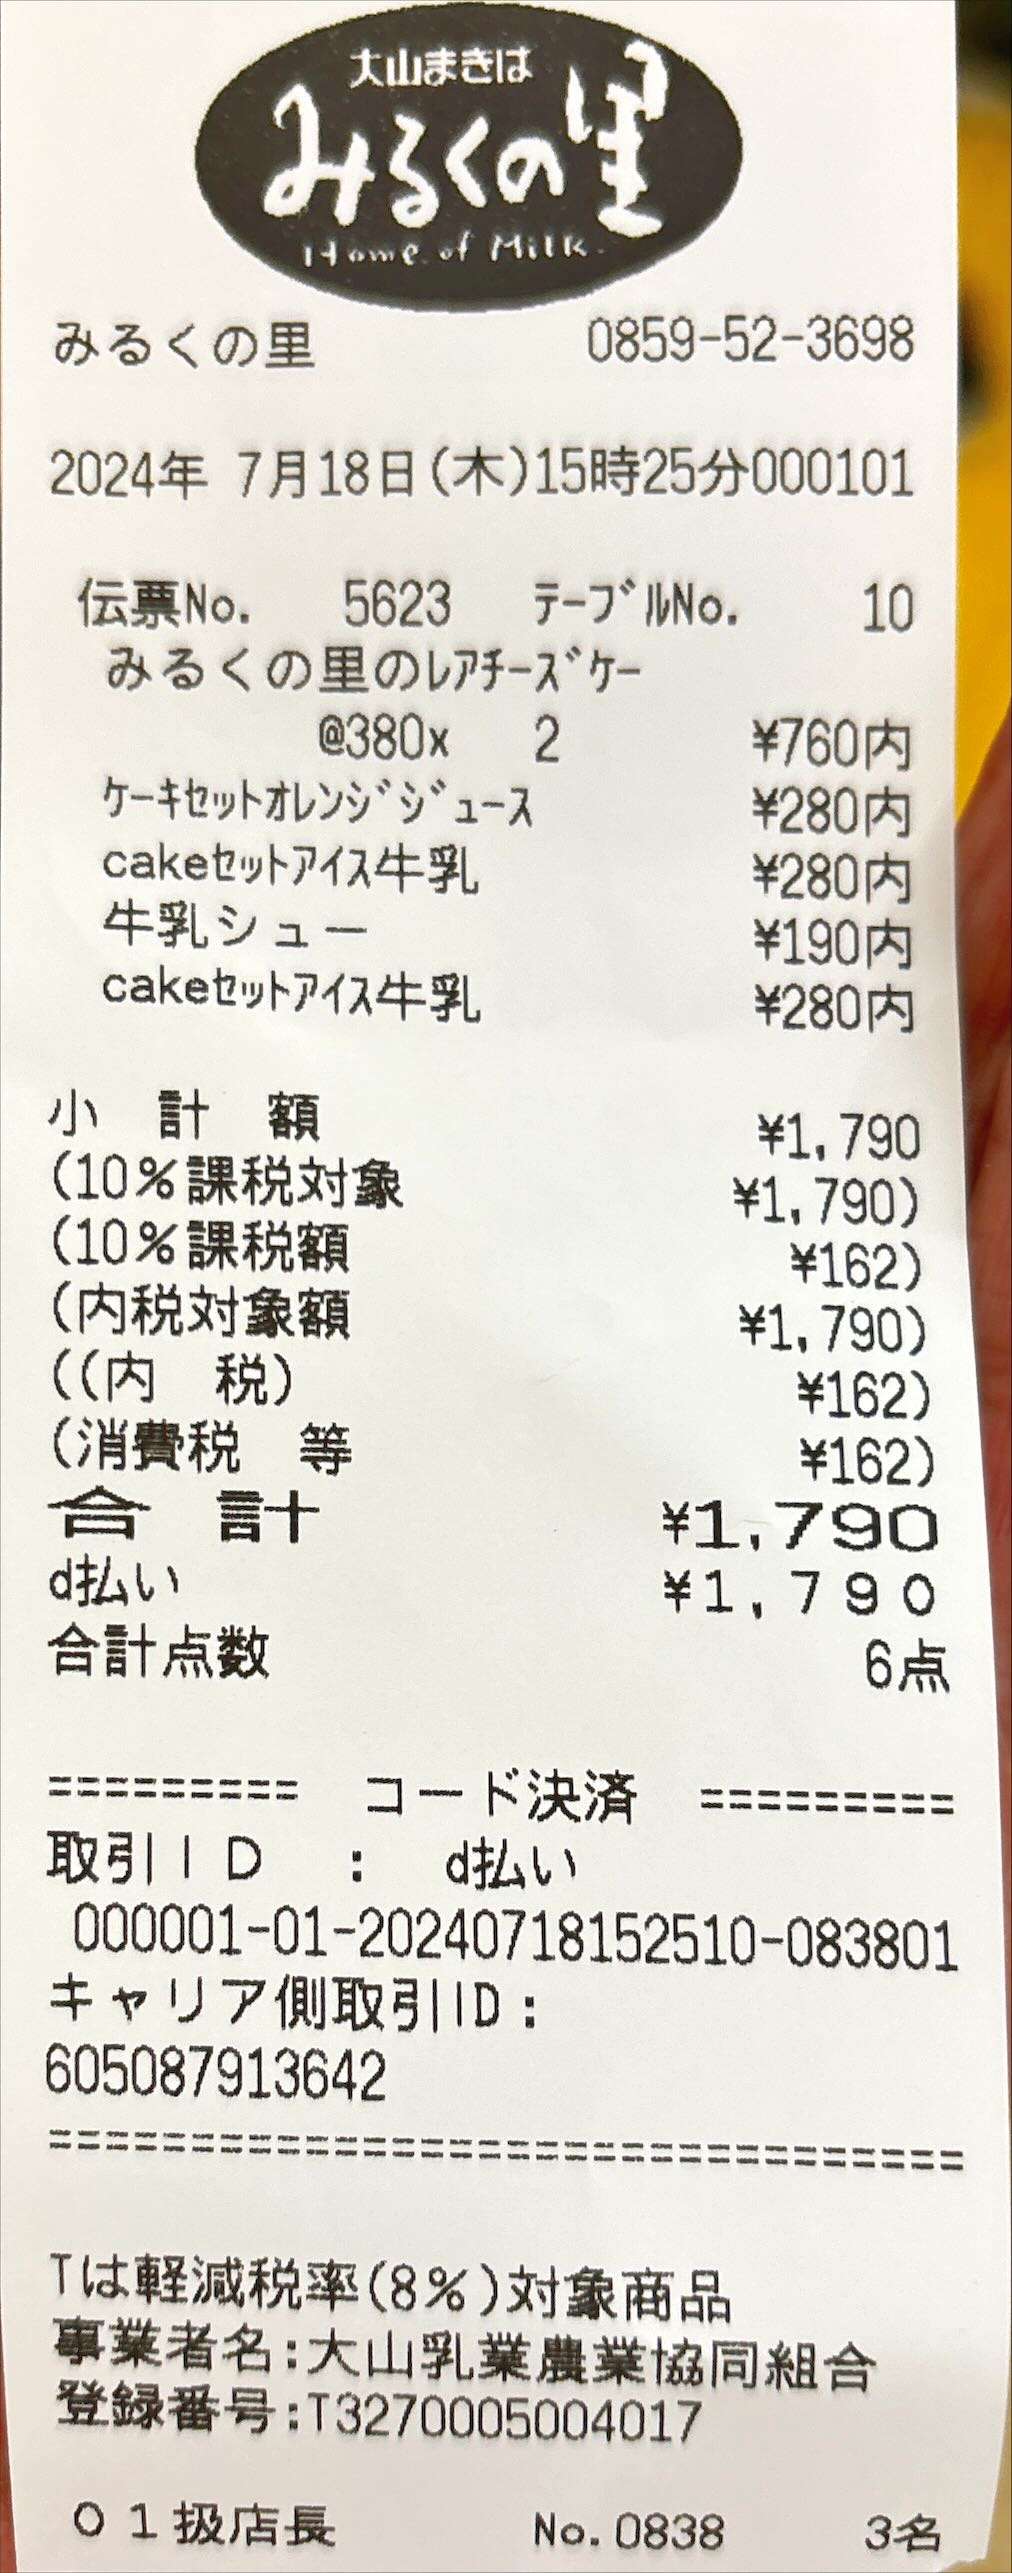 大山まきば
みるくの里
Home of Milk
みるくの里 0859-52-3698
2024年 7月18日(木)15時25分000101
伝票No. 5623 ﾃｰﾌﾞﾙNo. 10
みるくの里のﾚｱﾁｰｽﾞｹｰ
@380x 2 ¥760内
ｹｰｷｾｯﾄｵﾚﾝｼﾞｼﾞｭｰｽ ¥280内
cakeｾｯﾄｱｲｽ牛乳 ¥280内
牛乳シュー ¥190内
cakeｾｯﾄｱｲｽ牛乳 ¥280内
小 計 額 ¥1,790
(10%課税対象 ¥1,790)
(10%課税額 ¥162)
(内税対象額 ¥1,790)
((内 税) ¥162)
(消費税 等 ¥162)
合 計 ¥1,790
d払い ¥1,790
合計点数 6点
========= コード決済 =========
取引ＩＤ : d払い
000001-01-20240718152510-083801
キャリア側取引ID:
605087913642
================================
Tは軽減税率(8%)対象商品
事業者名:大山乳業農業協同組合
登録番号:T3270005004017
０１扱店長 No.0838 3名